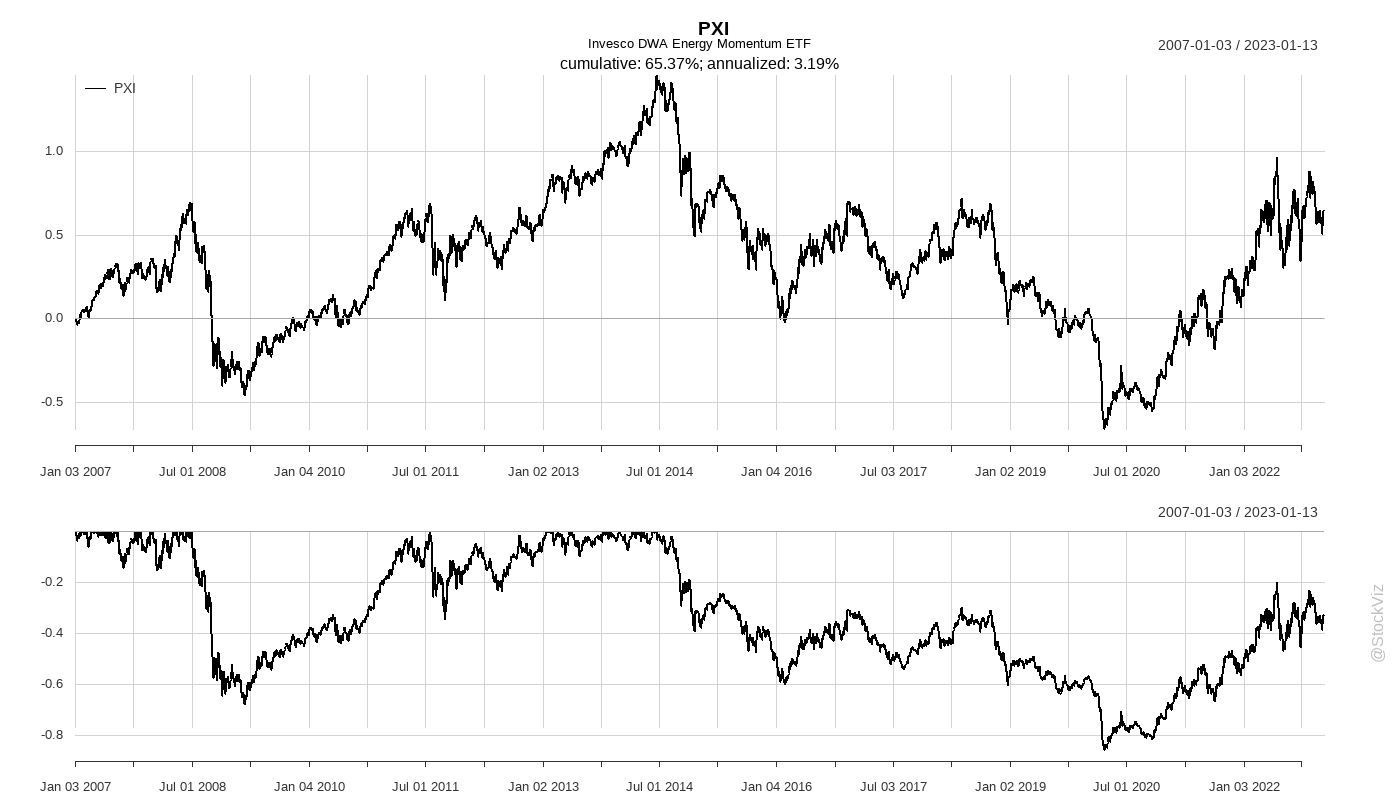 PXI
Invesco DWA Energy Momentum ETF
2007-01-03 / 2023-01-13
cumulative: 65.37%; annualized: 3.19%
PXI
1.0
0.5
0.0
-0.5
Jan 03 2007 Jul 01 2008 Jan 04 2010 Jul 01 2011 Jan 02 2013 Jul 01 2014 Jan 04 2016 Jul 03 2017 Jan 02 2019 Jul 01 2020 Jan 03 2022
2007-01-03 / 2023-01-13
-0.2
-0.4
-0.6
-0.8
Jan 03 2007 Jul 01 2008 Jan 04 2010 Jul 01 2011 Jan 02 2013 Jul 01 2014 Jan 04 2016 Jul 03 2017 Jan 02 2019 Jul 01 2020 Jan 03 2022
@StockViz